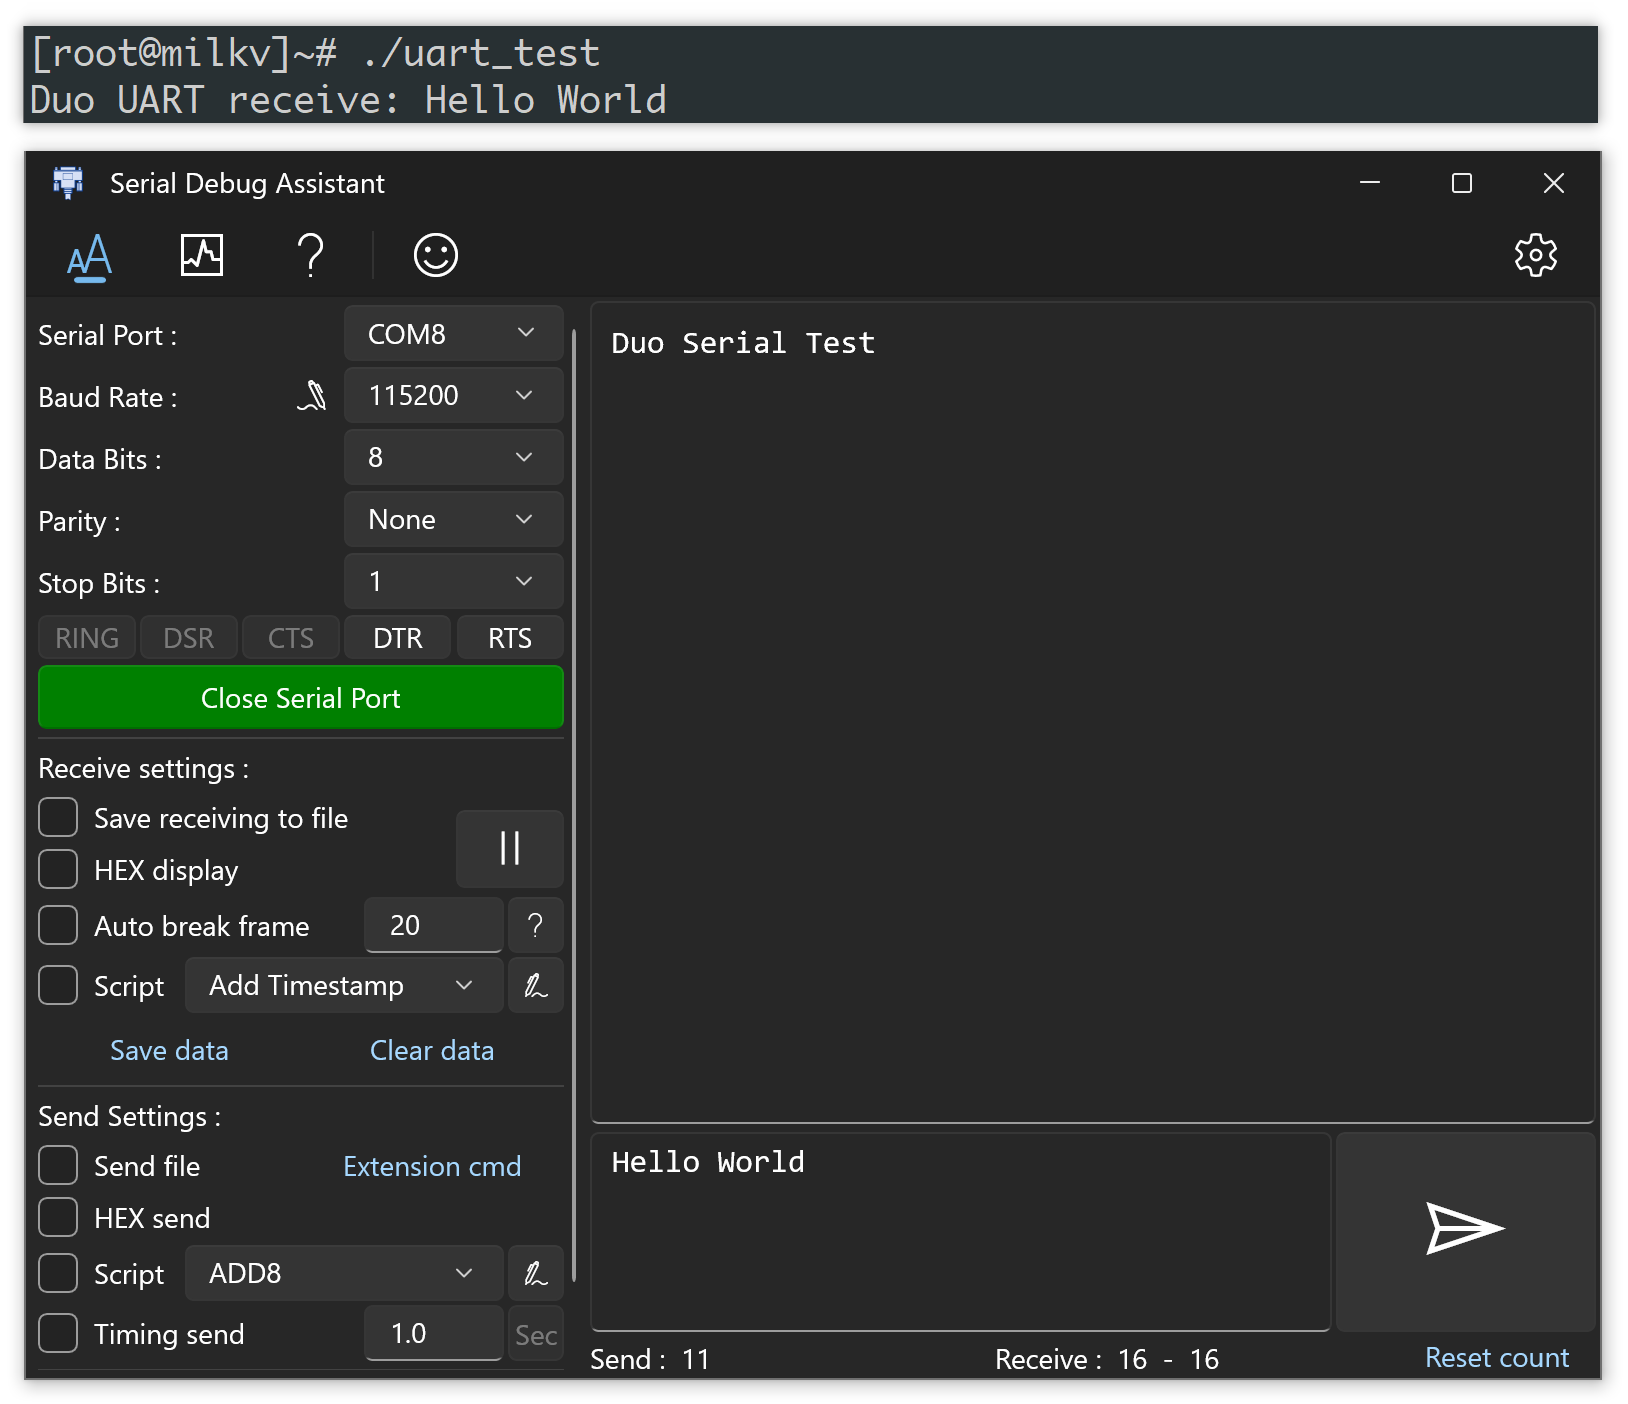 [root@milkv]~# ./uart_test
Duo UART receive: Hello World
Serial Debug Assistant
Serial Port :
COM8
Baud Rate :
115200
Data Bits :
8
Parity :
None
Stop Bits :
1
RING DSR CTS DTR RTS
Close Serial Port
Receive settings :
Save receiving to file
HEX display
Auto break frame
20
?
Script
Add Timestamp
Save data
Clear data
Send Settings :
Send file
Extension cmd
HEX send
Script
ADD8
Timing send
1.0
Sec
Duo Serial Test
Hello World
Send : 11
Receive : 16 - 16
Reset count